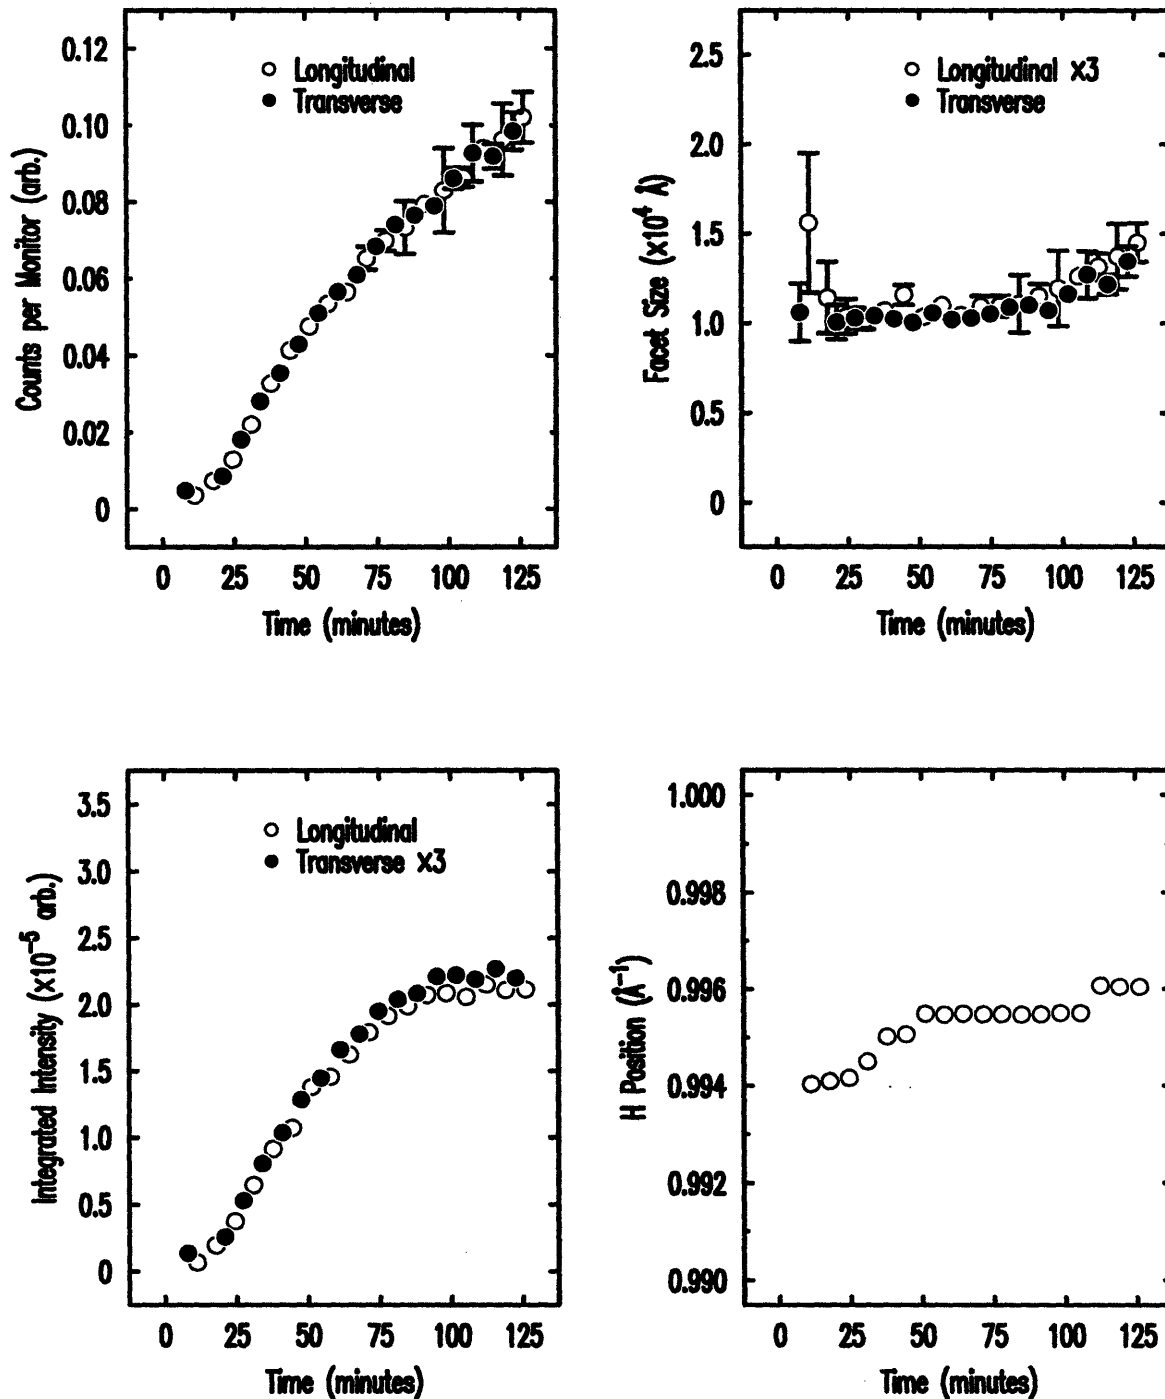 Counts per Monitor (arb.)
0.12
0.10
0.08
0.06
0.04
0.02
0
○ Longitudinal
● Transverse
0 25 50 75 100 125
Time (minutes)
Facet Size (×10⁴ Å)
2.5
2.0
1.5
1.0
0.5
0
○ Longitudinal ×3
● Transverse
0 25 50 75 100 125
Time (minutes)
Integrated Intensity (×10⁻⁵ arb.)
3.5
3.0
2.5
2.0
1.5
1.0
0.5
0
○ Longitudinal
● Transverse ×3
0 25 50 75 100 125
Time (minutes)
H Position (Å⁻¹)
1.000
0.998
0.996
0.994
0.992
0.990
0 25 50 75 100 125
Time (minutes)